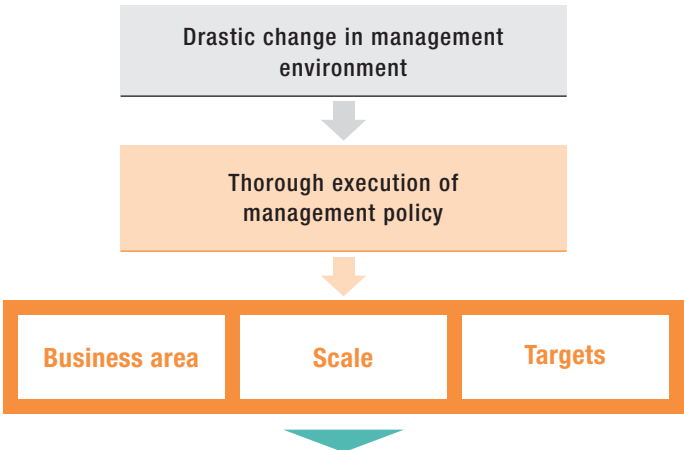 Drastic change in management
environment
Thorough execution of
management policy
Business area
Scale
Targets